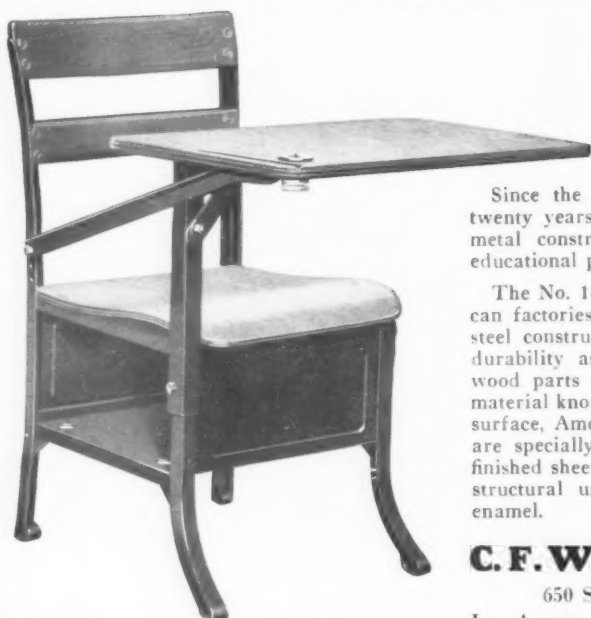 Since the
twenty years
metal constr
educational p
The No. 1
can factories
steel constru
durability as
wood parts
material kno
surface, Ame
are specially
finished shee
structural u
enamel.
C. F. W
650 S